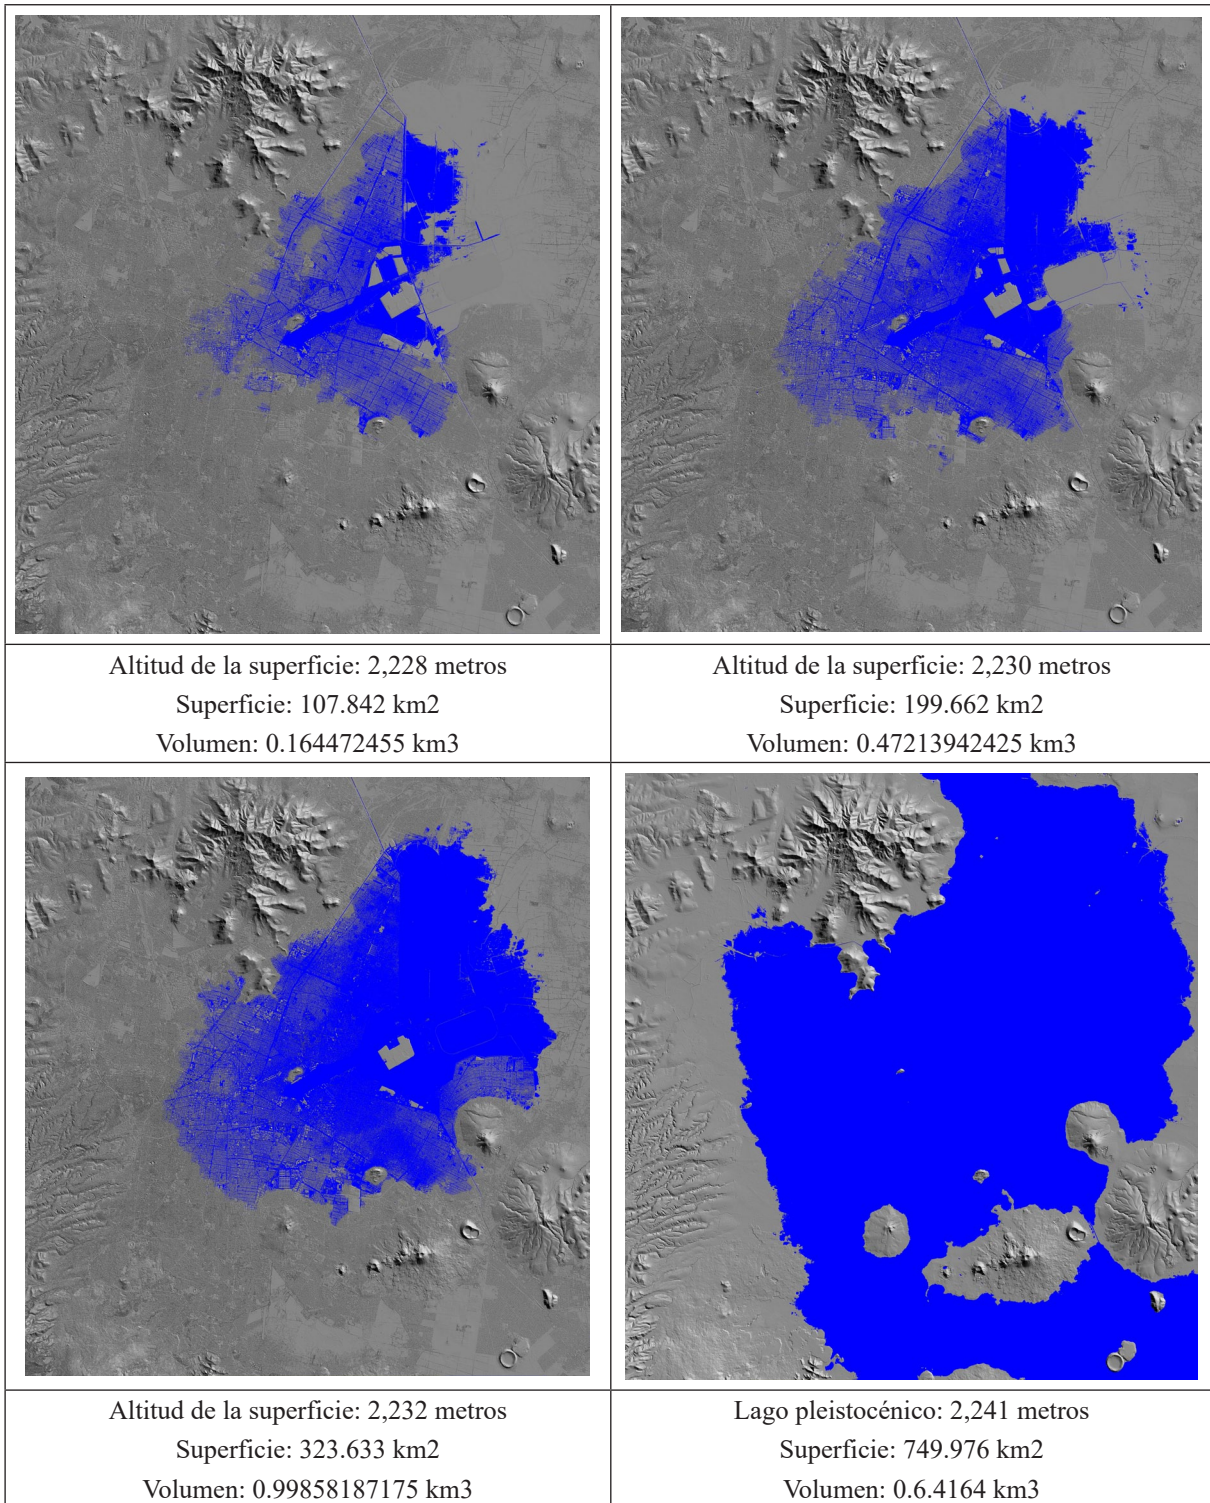 Altitud de la superficie: 2,228 metros
Superficie: 107.842 km2
Volumen: 0.164472455 km3
Altitud de la superficie: 2,230 metros
Superficie: 199.662 km2
Volumen: 0.47213942425 km3
Altitud de la superficie: 2,232 metros
Superficie: 323.633 km2
Volumen: 0.99858187175 km3
Lago pleistocénico: 2,241 metros
Superficie: 749.976 km2
Volumen: 0.6.4164 km3